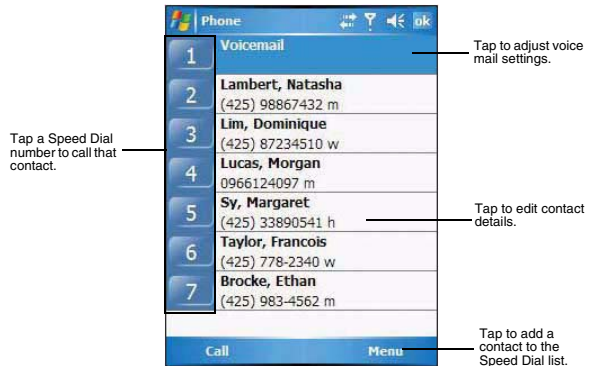 Phone
ok
1
Voicemail
Tap to adjust voice
mail settings.
2
Lambert, Natasha
(425) 98867432 m
3
Lim, Dominique
(425) 87234510 w
Tap a Speed Dial
number to call that
contact.
4
Lucas, Morgan
0966124097 m
5
Sy, Margaret
(425) 33890541 h
Tap to edit contact
details.
6
Taylor, Francois
(425) 778-2340 w
7
Brocke, Ethan
(425) 983-4562 m
Call
Menu
Tap to add a
contact to the
Speed Dial list.